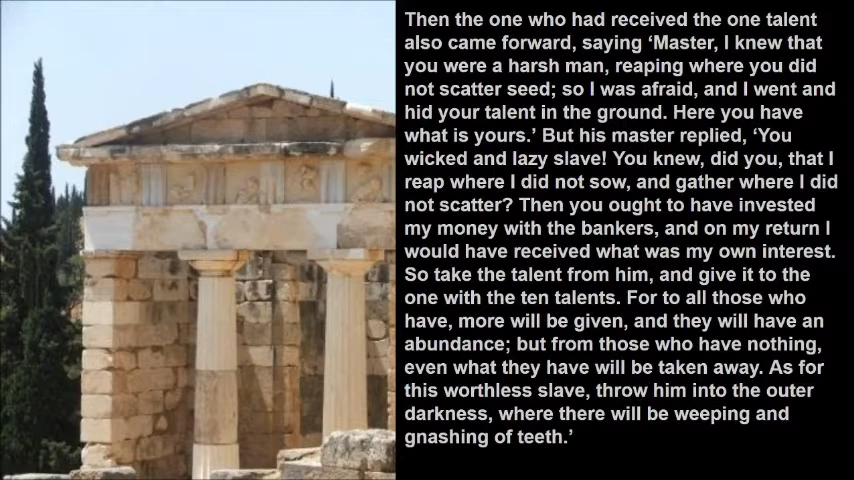 Then the one who had received the one talent
also came forward, saying ‘Master, I knew that
you were a harsh man, reaping where you did
not scatter seed; so I was afraid, and I went and
hid your talent in the ground. Here you have
what is yours.’ But his master replied, ‘You
wicked and lazy slave! You knew, did you, that I
reap where I did not sow, and gather where I did
not scatter? Then you ought to have invested
my money with the bankers, and on my return I
would have received what was my own interest.
So take the talent from him, and give it to the
one with the ten talents. For to all those who
have, more will be given, and they will have an
abundance; but from those who have nothing,
even what they have will be taken away. As for
this worthless slave, throw him into the outer
darkness, where there will be weeping and
gnashing of teeth.’